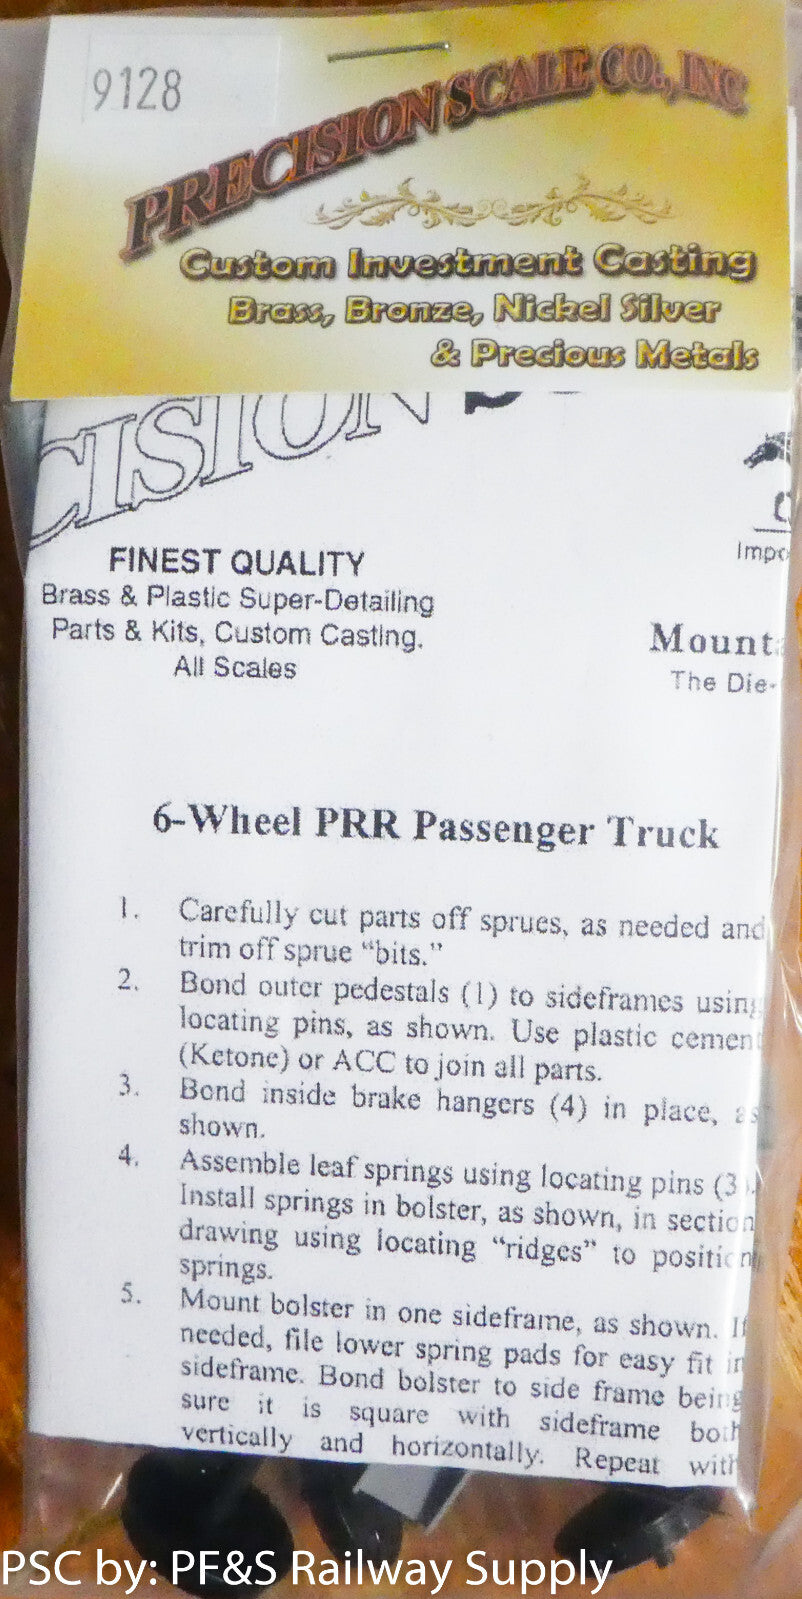 9128
PRECISION SCALE CO., INC
Custom Investment Casting
Brass, Bronze, Nickel Silver
& Precious Metals
CISION
FINEST QUALITY
Brass & Plastic Super-Detailing
Parts & Kits, Custom Casting.
All Scales
Impo
Mounta
The Die-
6-Wheel PRR Passenger Truck
1. Carefully cut parts off sprues, as needed and
trim off sprue “bits.”
2. Bond outer pedestals (1) to sideframes using
locating pins, as shown. Use plastic cement
(Ketone) or ACC to join all parts.
3. Bond inside brake hangers (4) in place, as
shown.
4. Assemble leaf springs using locating pins (3).
Install springs in bolster, as shown, in section
drawing using locating “ridges” to position
springs.
5. Mount bolster in one sideframe, as shown. If
needed, file lower spring pads for easy fit in
sideframe. Bond bolster to side frame being
sure it is square with sideframe both
vertically and horizontally. Repeat with
PSC by: PF&S Railway Supply